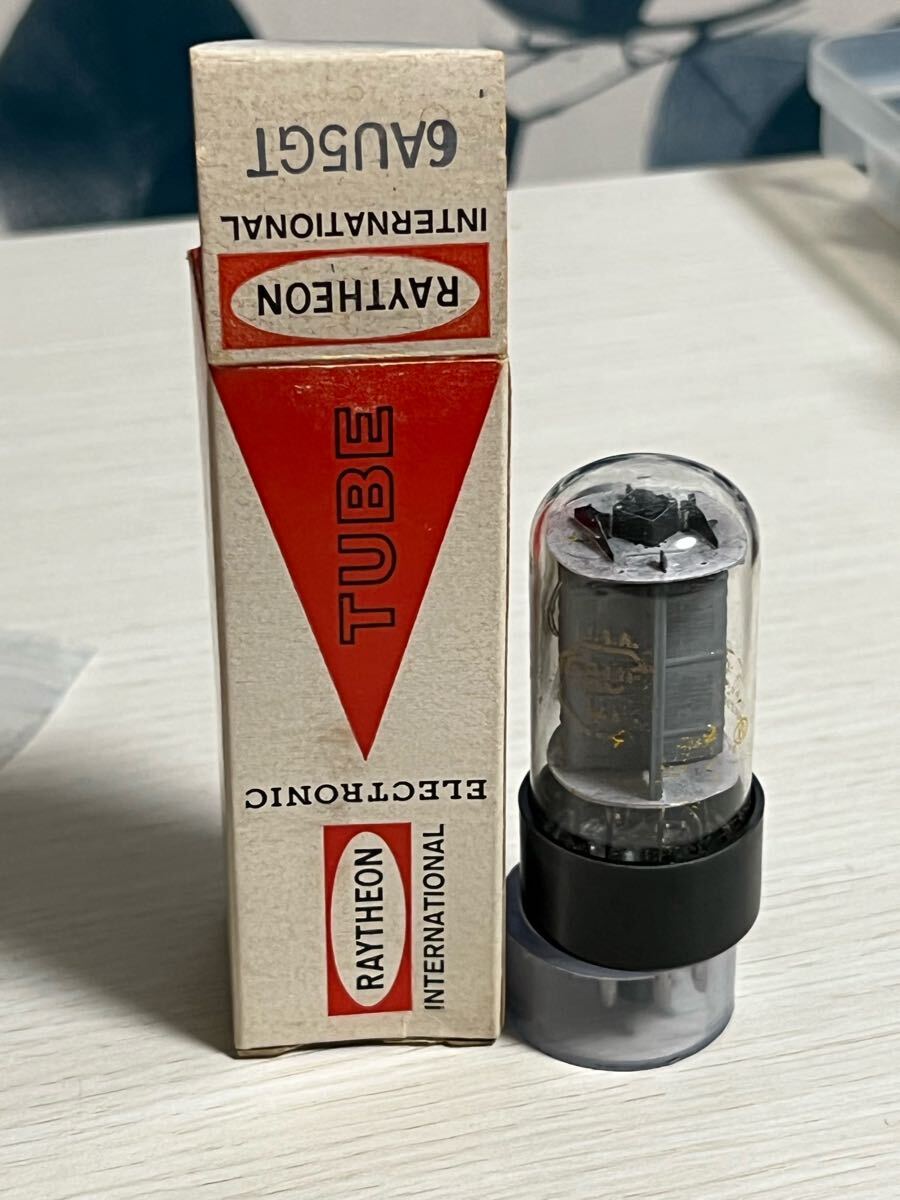 6AU5GT
INTERNATIONAL
RAYTHEON
TUBE
ELECTRONIC
RAYTHEON
INTERNATIONAL